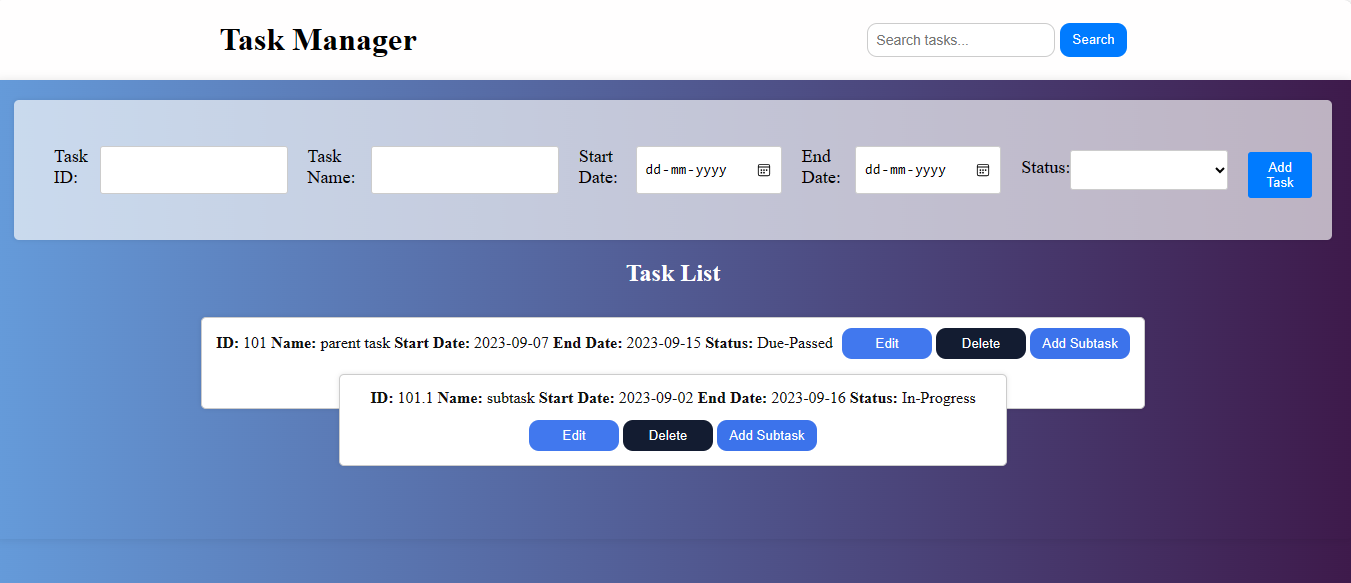 Task Manager
Search tasks...
Search
Task
ID:
Task
Name:
Start
Date:
dd-mm-yyyy
End
Date:
dd-mm-yyyy
Status:
Add
Task
Task List
ID: 101 Name: parent task Start Date: 2023-09-07 End Date: 2023-09-15 Status: Due-Passed
Edit
Delete
Add Subtask
ID: 101.1 Name: subtask Start Date: 2023-09-02 End Date: 2023-09-16 Status: In-Progress
Edit
Delete
Add Subtask